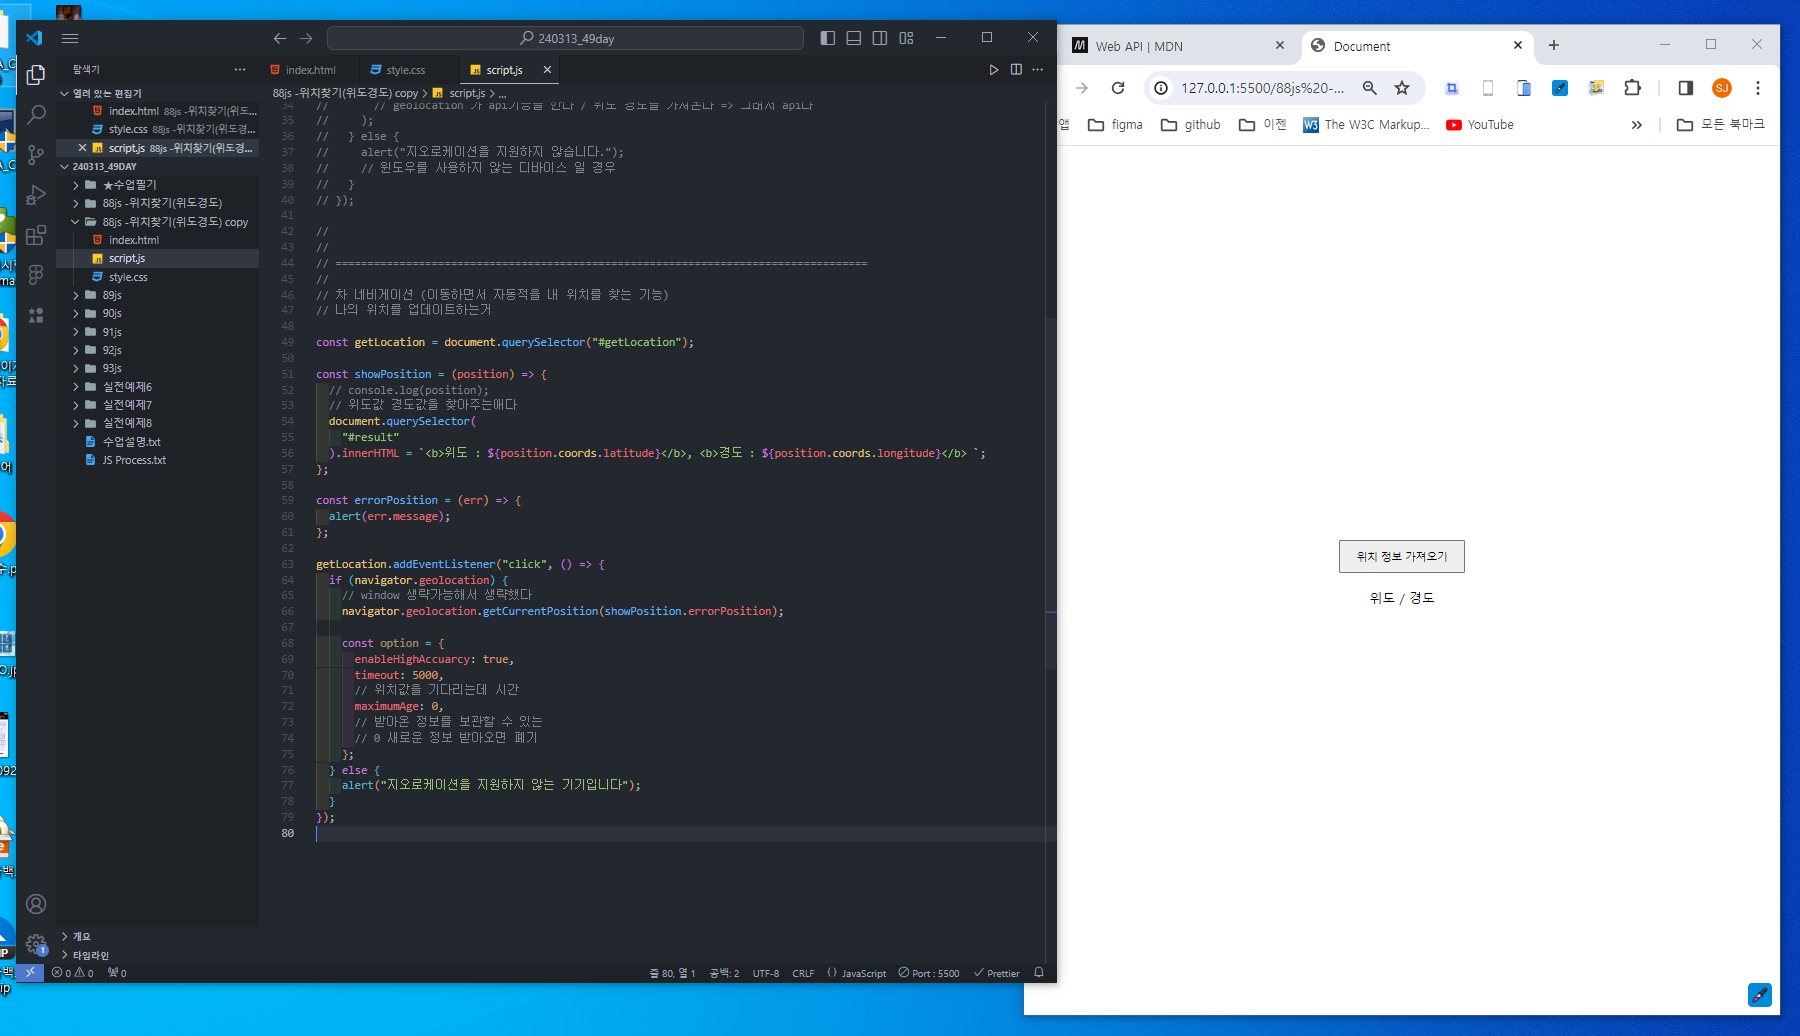 240313_49day
탐색기
열려 있는 편집기
index.html 88js -위치찾기(위도...
style.css 88js -위치찾기(위도경...
script.js 88js -위치찾기(위도경...
240313_49DAY
★수업필기
88js -위치찾기(위도경도)
88js -위치찾기(위도경도) copy
index.html
script.js
style.css
89js
90js
91js
92js
93js
실전예제6
실전예제7
실전예제8
수업설명.txt
JS Process.txt
개요
타임라인
index.html
style.css
script.js
88js -위치찾기(위도경도) copy > script.js > ...
34 // // geolocation 가 api기능을 한다 / 위도 경도를 가져온다 => 그래서 api다
35 // );
36 // } else {
37 // alert("지오로케이션을 지원하지 않습니다.");
38 // // 윈도우를 사용하지 않는 디바이스 일 경우
39 // }
40 // });
41
42 //
43 //
44 // ===================================================================================
45 //
46 // 차 네비게이션 (이동하면서 자동적을 내 위치를 찾는 기능)
47 // 나의 위치를 업데이트하는거
48
49 const getLocation = document.querySelector("#getLocation");
50
51 const showPosition = (position) => {
52 // console.log(position);
53 // 위도값 경도값을 찾아주는애다
54 document.querySelector(
55 "#result"
56 ).innerHTML = `<b>위도 : ${position.coords.latitude}</b>, <b>경도 : ${position.coords.longitude}</b> `;
57 };
58
59 const errorPosition = (err) => {
60 alert(err.message);
61 };
62
63 getLocation.addEventListener("click", () => {
64 if (navigator.geolocation) {
65 // window 생략가능해서 생략했다
66 navigator.geolocation.getCurrentPosition(showPosition.errorPosition);
67
68 const option = {
69 enableHighAccuarcy: true,
70 timeout: 5000,
71 // 위치값을 기다리는데 시간
72 maximumAge: 0,
73 // 받아온 정보를 보관할 수 있는
74 // 0 새로운 정보 받아오면 폐기
75 };
76 } else {
77 alert("지오로케이션을 지원하지 않는 기기입니다");
78 }
79 });
80
0 0 0
줄 80, 열 1 공백: 2 UTF-8 CRLF {} JavaScript Port : 5500 Prettier
Web API | MDN
Document
127.0.0.1:5500/88js%20-...
SJ
앱 figma github 이젠 The W3C Markup... YouTube » 모든 북마크
위치 정보 가져오기
위도 / 경도